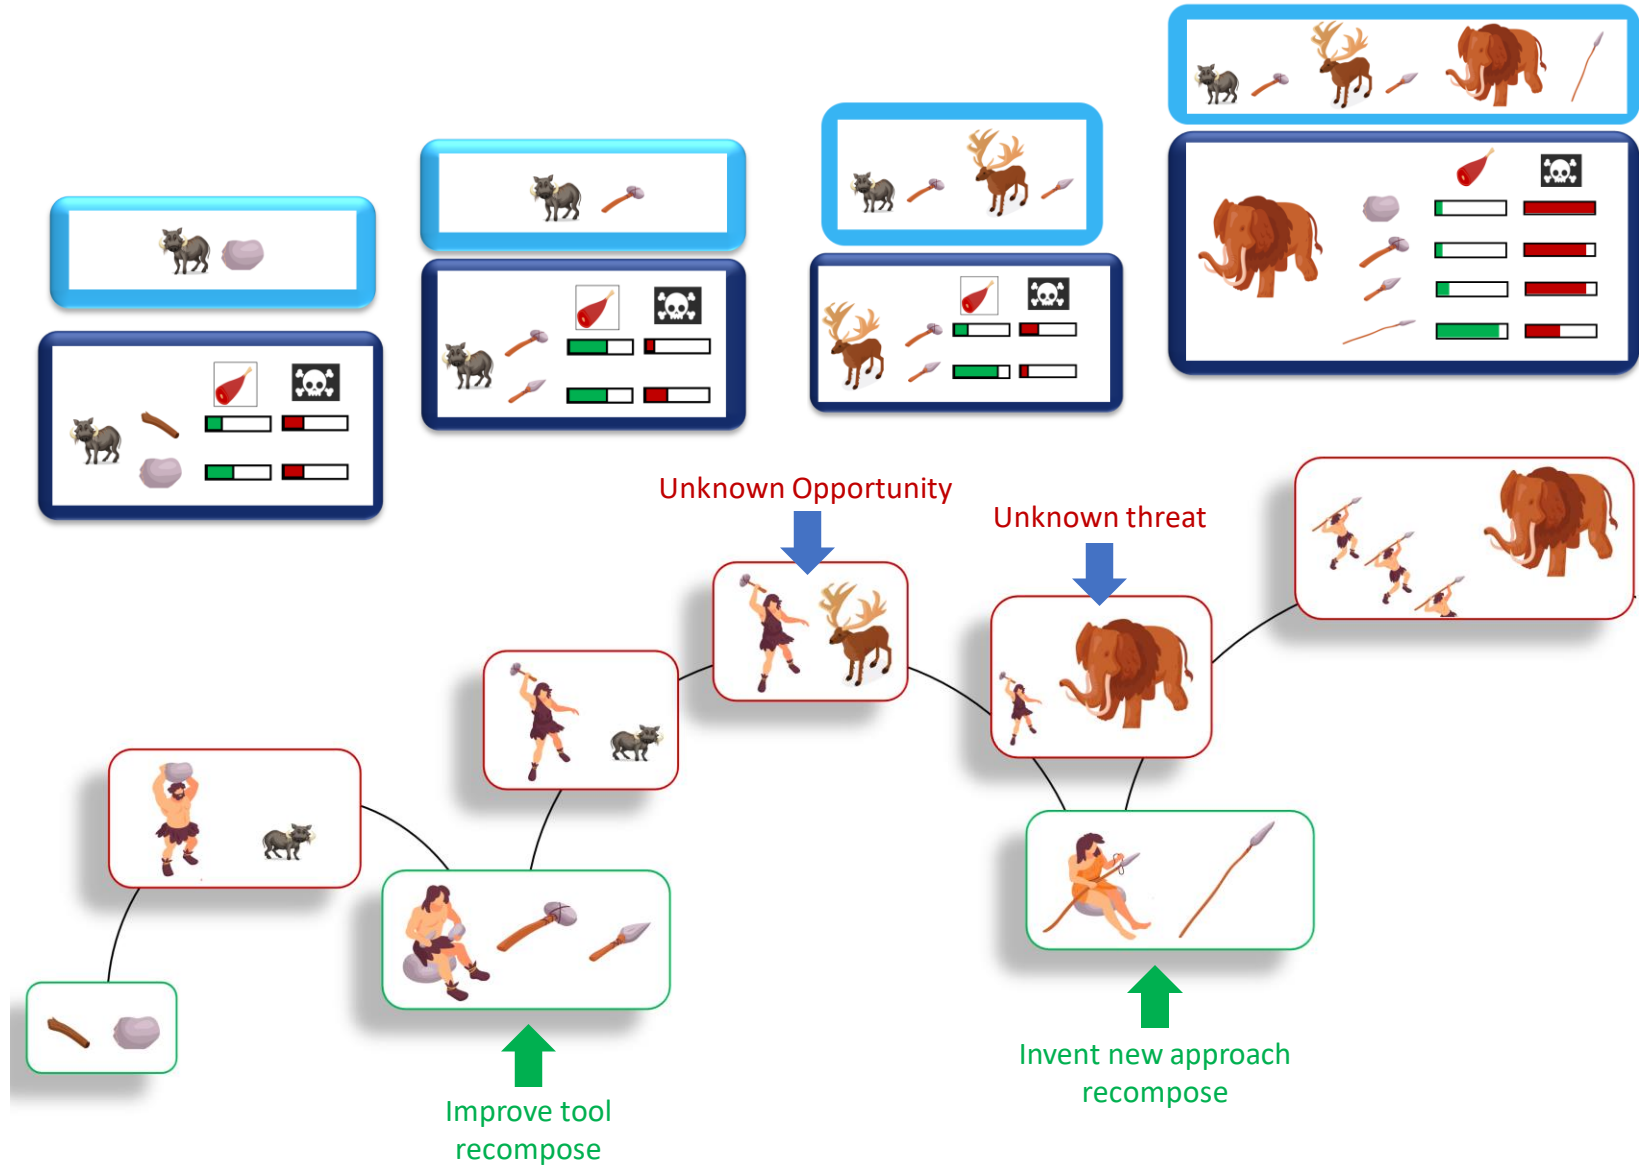 Unknown Opportunity
Unknown threat
Invent new approach
recompose
Improve tool
recompose